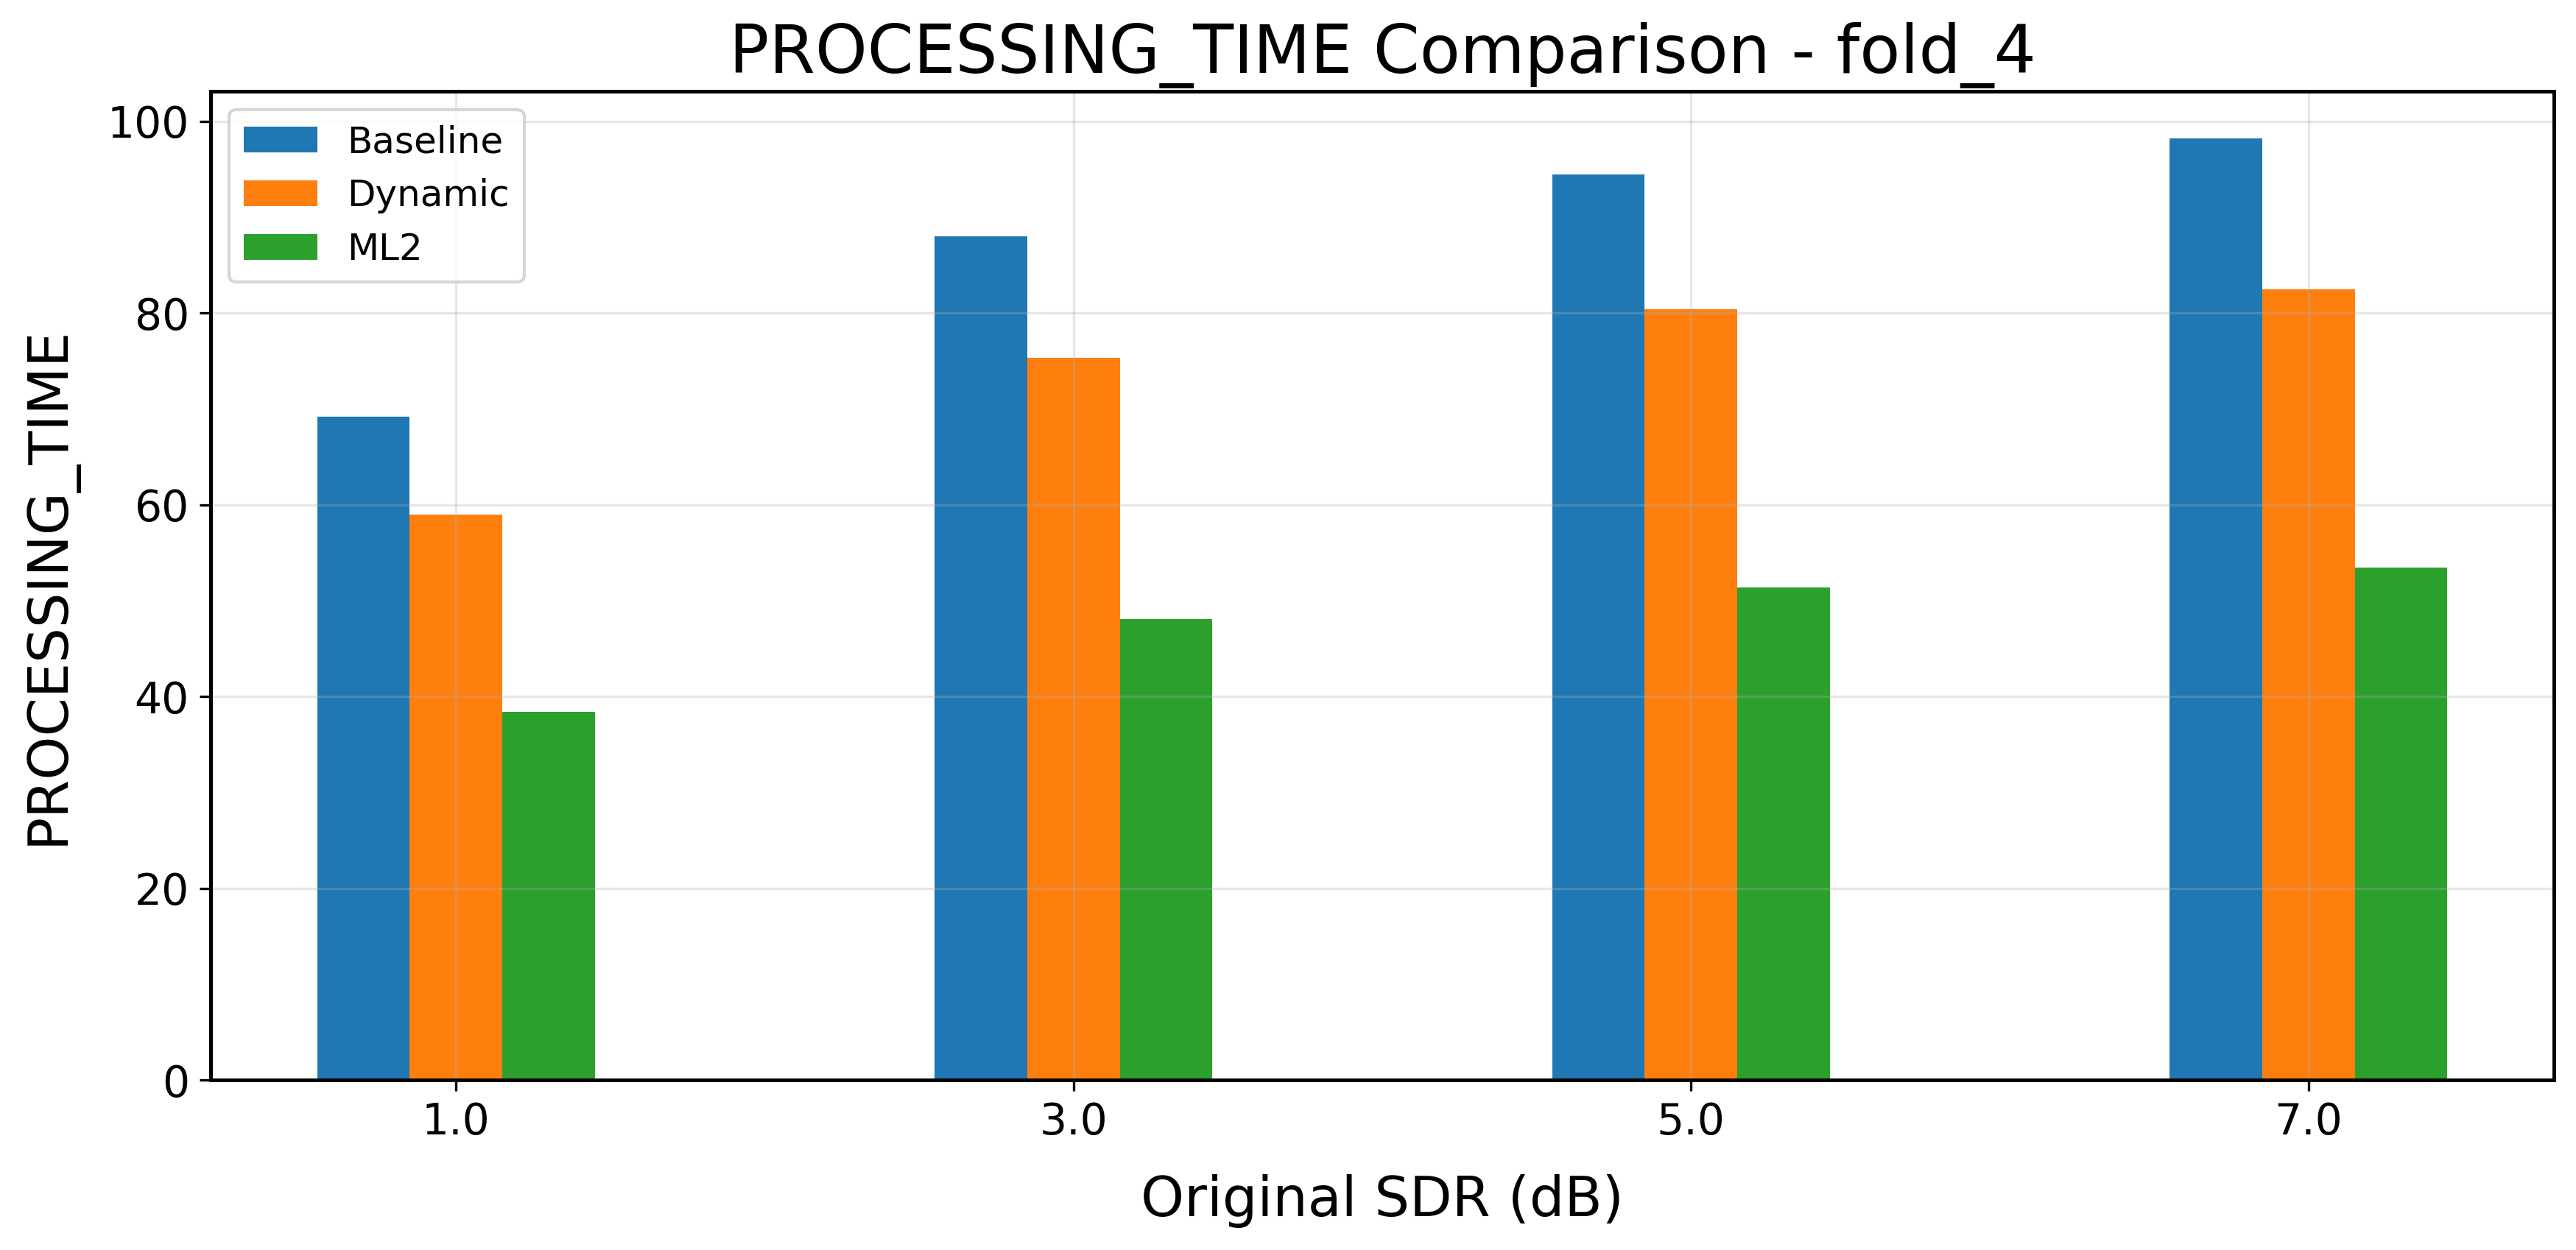 PROCESSING_TIME Comparison - fold_4
Baseline
Dynamic
ML2
PROCESSING_TIME
100
80
60
40
20
0
1.0 3.0 5.0 7.0
Original SDR (dB)